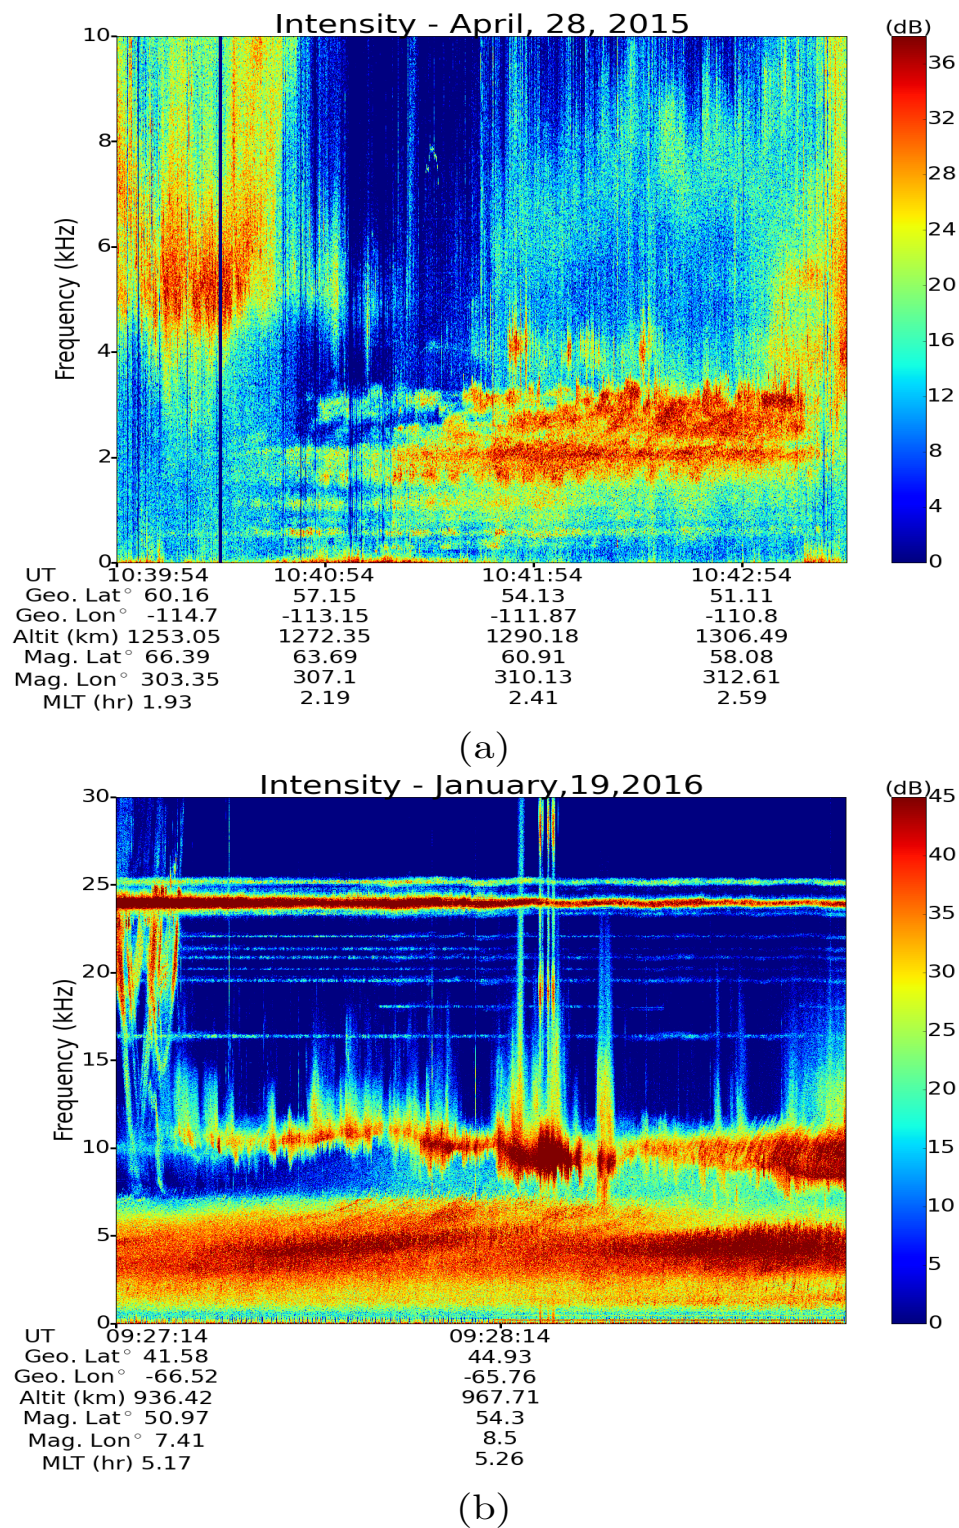 Intensity - April, 28, 2015
(dB)
10
8
6
4
2
0
Frequency (kHz)
36
32
28
24
20
16
12
8
4
0
UT 10:39:54 10:40:54 10:41:54 10:42:54
Geo. Lat° 60.16 57.15 54.13 51.11
Geo. Lon° -114.7 -113.15 -111.87 -110.8
Altit (km) 1253.05 1272.35 1290.18 1306.49
Mag. Lat° 66.39 63.69 60.91 58.08
Mag. Lon° 303.35 307.1 310.13 312.61
MLT (hr) 1.93 2.19 2.41 2.59
(a)
Intensity - January,19,2016
(dB)
30
25
20
15
10
5
0
Frequency (kHz)
45
40
35
30
25
20
15
10
5
0
UT 09:27:14 09:28:14
Geo. Lat° 41.58 44.93
Geo. Lon° -66.52 -65.76
Altit (km) 936.42 967.71
Mag. Lat° 50.97 54.3
Mag. Lon° 7.41 8.5
MLT (hr) 5.17 5.26
(b)